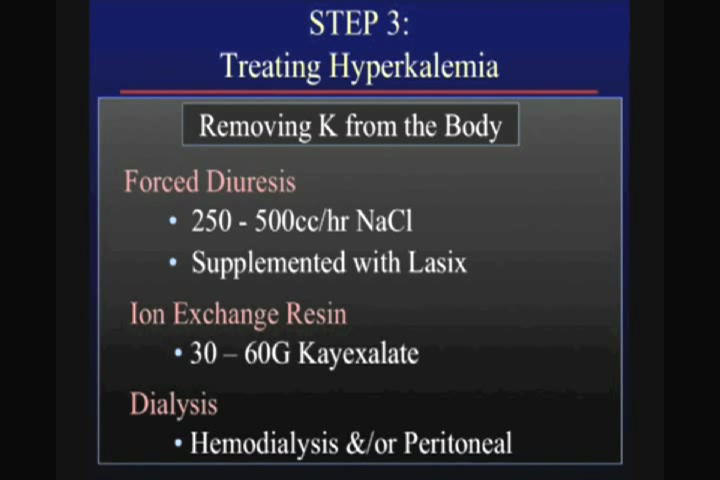 STEP 3:
Treating Hyperkalemia
Removing K from the Body
Forced Diuresis
• 250 - 500cc/hr NaCl
• Supplemented with Lasix
Ion Exchange Resin
• 30 – 60G Kayexalate
Dialysis
• Hemodialysis &/or Peritoneal